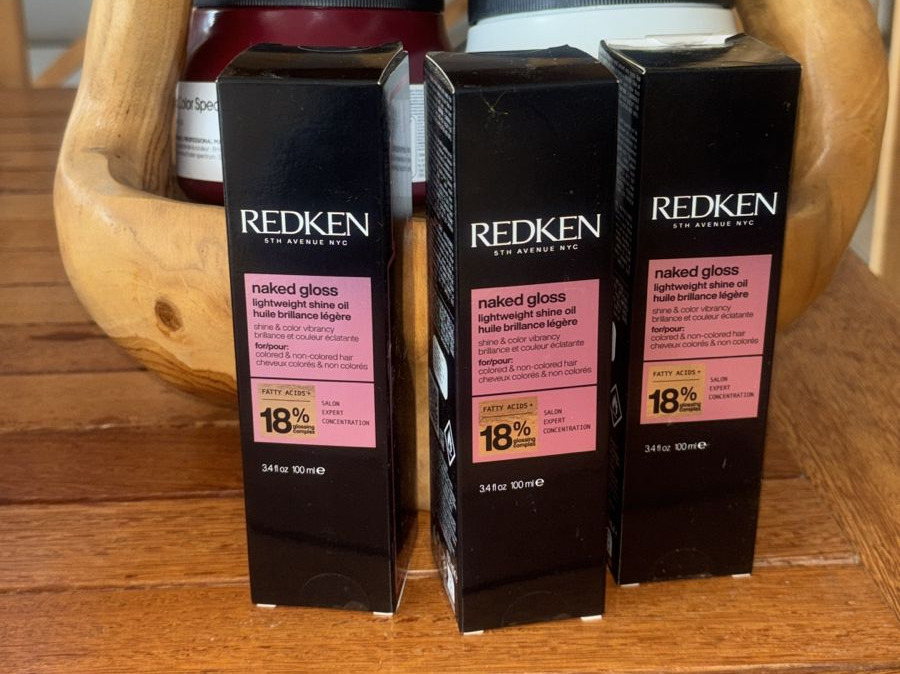 Color Spec
REDKEN
5TH AVENUE NYC
naked gloss
lightweight shine oil
huile brillance légère
shine & color vibrancy
brillance et couleur éclatante
for/pour:
colored & non-colored hair
cheveux colorés & non colorés
FATTY ACIDS+
18%
glossing
complex
SALON
EXPERT
CONCENTRATION
3.4 fl oz 100 ml ℮
REDKEN
5TH AVENUE NYC
naked gloss
lightweight shine oil
huile brillance légère
shine & color vibrancy
brillance et couleur éclatante
for/pour:
colored & non-colored hair
cheveux colorés & non colorés
FATTY ACIDS+
18%
glossing
complex
SALON
EXPERT
CONCENTRATION
3.4 fl oz 100 ml ℮
REDKEN
5TH AVENUE NYC
naked gloss
lightweight shine oil
huile brillance légère
shine & color vibrancy
brillance et couleur éclatante
for/pour:
colored & non-colored hair
cheveux colorés & non colorés
FATTY ACIDS+
18%
glossing
complex
SALON
EXPERT
CONCENTRATION
3.4 fl oz 100 ml ℮